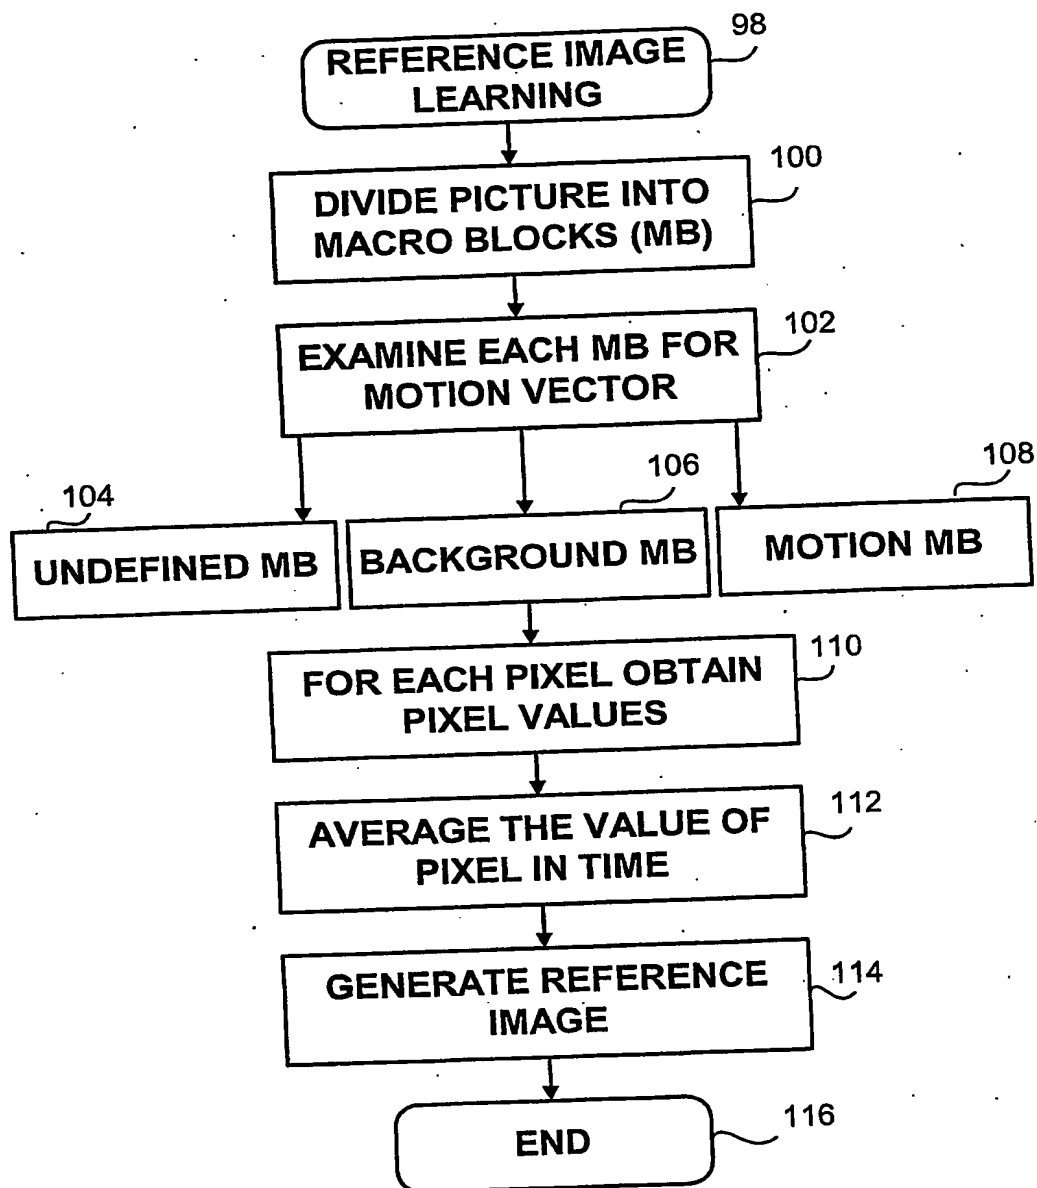 98
REFERENCE IMAGE
LEARNING
100
DIVIDE PICTURE INTO
MACRO BLOCKS (MB)
102
EXAMINE EACH MB FOR
MOTION VECTOR
104
106
108
UNDEFINED MB
BACKGROUND MB
MOTION MB
110
FOR EACH PIXEL OBTAIN
PIXEL VALUES
112
AVERAGE THE VALUE OF
PIXEL IN TIME
114
GENERATE REFERENCE
IMAGE
116
END